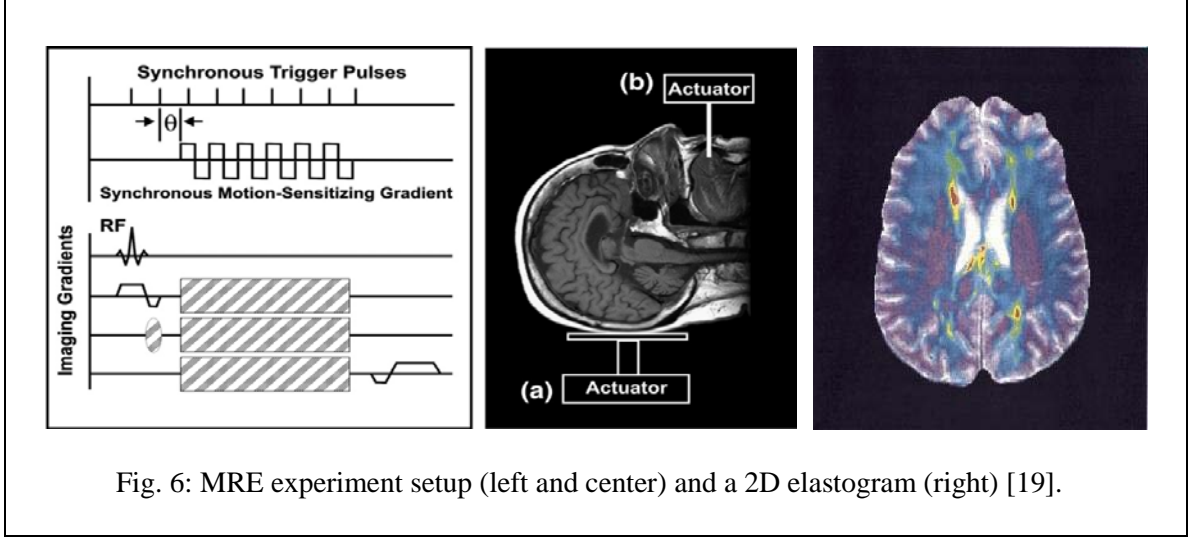 Synchronous Trigger Pulses
θ
Synchronous Motion-Sensitizing Gradient
RF
Imaging Gradients
(b) Actuator
(a) Actuator
Fig. 6: MRE experiment setup (left and center) and a 2D elastogram (right) [19].